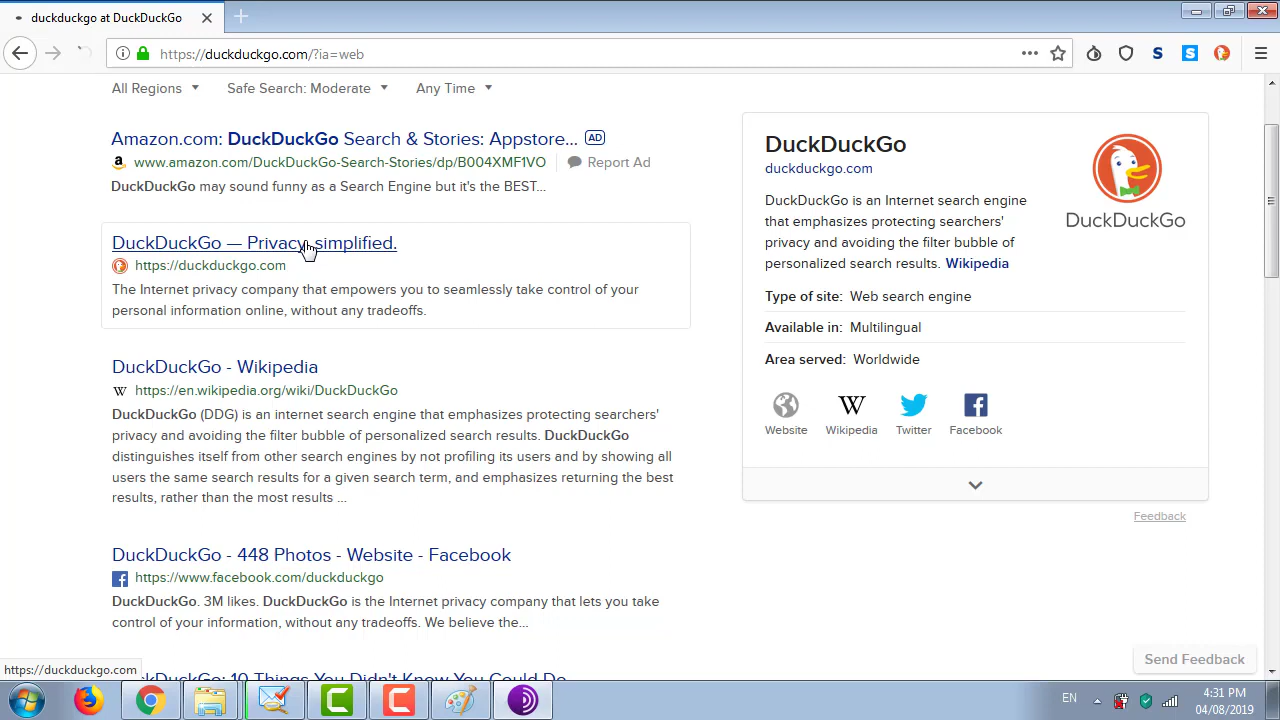 duckduckgo at DuckDuckGo
https://duckduckgo.com/?ia=web
All Regions Safe Search: Moderate Any Time
Amazon.com: DuckDuckGo Search & Stories: Appstore... AD
www.amazon.com/DuckDuckGo-Search-Stories/dp/B004XMF1VO Report Ad
DuckDuckGo may sound funny as a Search Engine but it's the BEST...
DuckDuckGo — Privacy, simplified.
https://duckduckgo.com
The Internet privacy company that empowers you to seamlessly take control of your
personal information online, without any tradeoffs.
DuckDuckGo - Wikipedia
W https://en.wikipedia.org/wiki/DuckDuckGo
DuckDuckGo (DDG) is an internet search engine that emphasizes protecting searchers'
privacy and avoiding the filter bubble of personalized search results. DuckDuckGo
distinguishes itself from other search engines by not profiling its users and by showing all
users the same search results for a given search term, and emphasizes returning the best
results, rather than the most results ...
DuckDuckGo - 448 Photos - Website - Facebook
https://www.facebook.com/duckduckgo
DuckDuckGo. 3M likes. DuckDuckGo is the Internet privacy company that lets you take
control of your information, without any tradeoffs. We believe the...
DuckDuckGo
duckduckgo.com
DuckDuckGo is an Internet search engine
that emphasizes protecting searchers'
privacy and avoiding the filter bubble of
personalized search results. Wikipedia
DuckDuckGo
Type of site: Web search engine
Available in: Multilingual
Area served: Worldwide
Website Wikipedia Twitter Facebook
Feedback
Send Feedback
https://duckduckgo.com
DuckDuckGo: 10 Things You Didn't Know You Could Do
EN
4:31 PM
04/08/2019